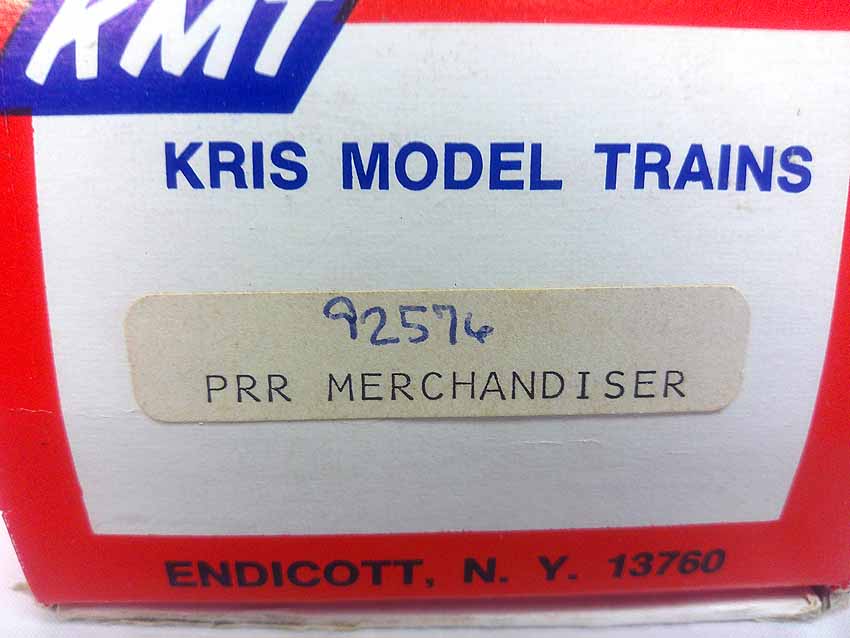 KMT
KRIS MODEL TRAINS
92576
PRR MERCHANDISER
ENDICOTT, N. Y. 13760